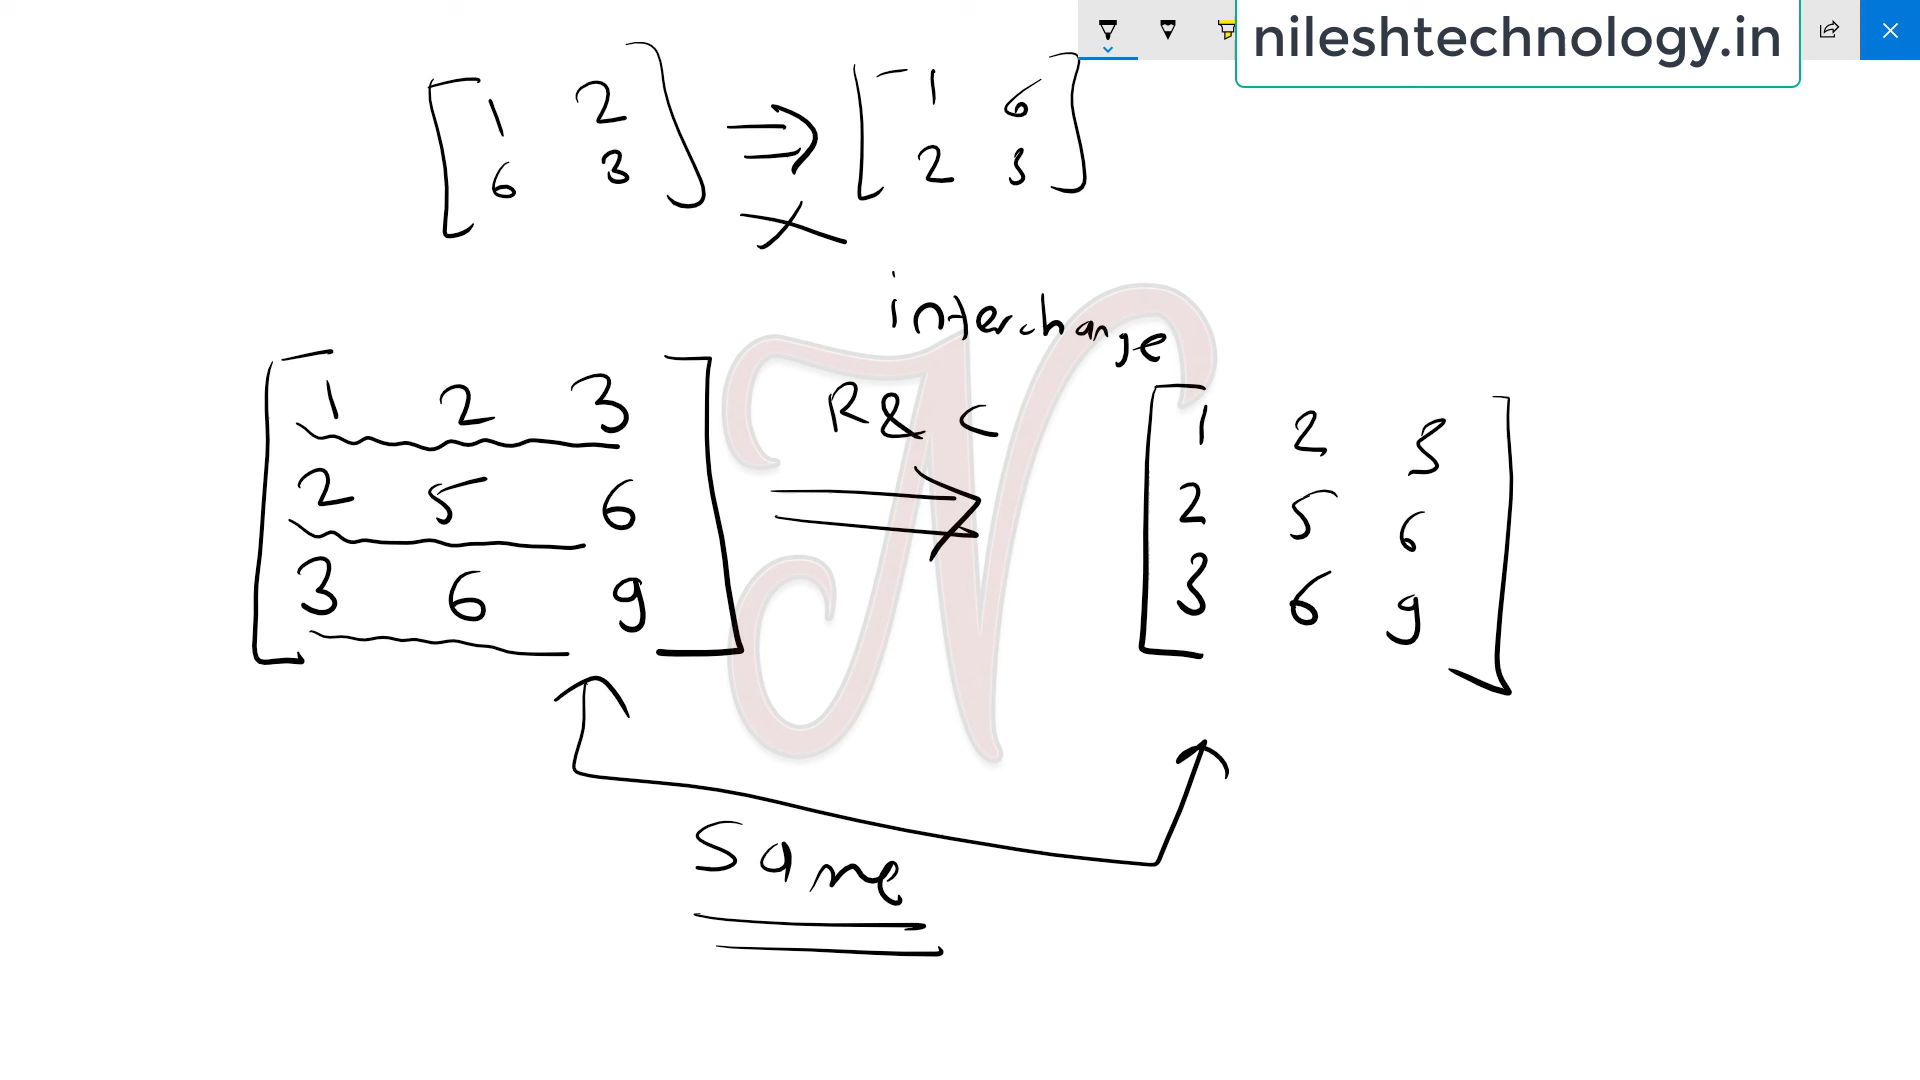 nileshtechnology.in
1 2 ⇒ 1 6
6 3 2 3
X
interchange
1 2 3 R & C 1 2 3
2 5 6 ⇒ 2 5 6
3 6 9 3 6 9
Same